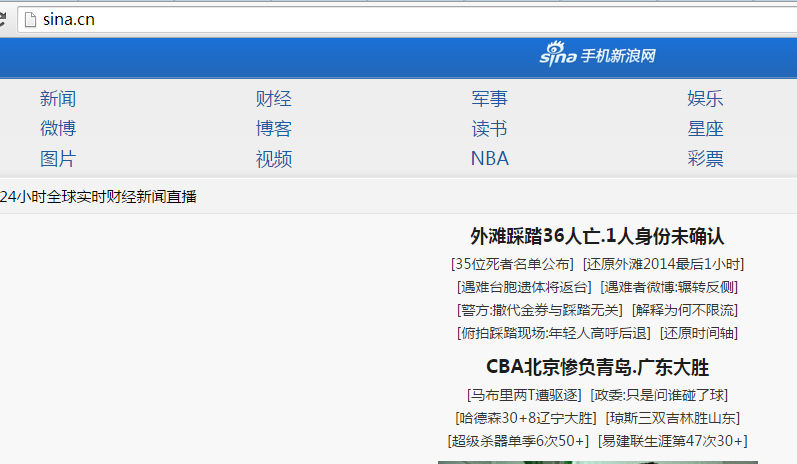 sina.cn
sina 手机新浪网
新闻 财经 军事 娱乐
微博 博客 读书 星座
图片 视频 NBA 彩票
24小时全球实时财经新闻直播
外滩踩踏36人亡.1人身份未确认
[35位死者名单公布] [还原外滩2014最后1小时]
[遇难台胞遗体将返台] [遇难者微博:辗转反侧]
[警方:撒代金券与踩踏无关] [解释为何不限流]
[俯拍踩踏现场:年轻人高呼后退] [还原时间轴]
CBA北京惨负青岛.广东大胜
[马布里两T遭驱逐] [政委:只是问谁碰了球]
[哈德森30+8辽宁大胜] [琼斯三双吉林胜山东]
[超级杀器单季6次50+] [易建联生涯第47次30+]